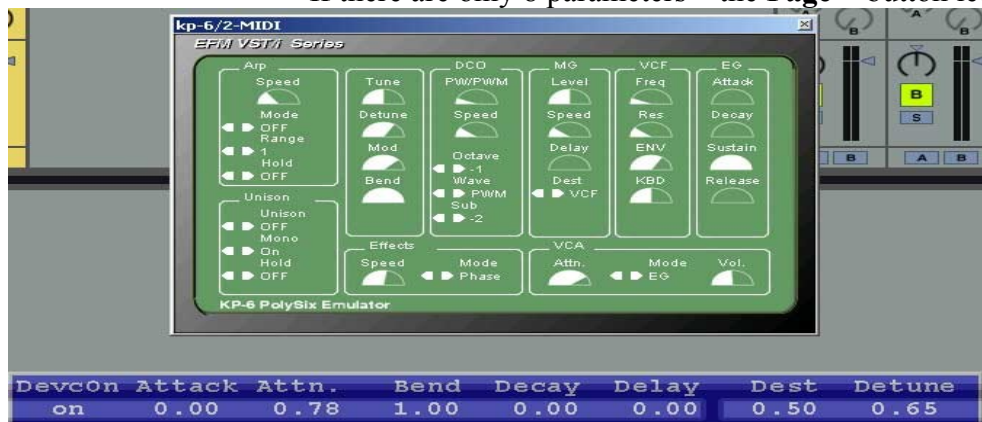 If there are only 8 parameters – the Page
kp-6/2-MIDI
EFM VST/i Series
Arp
Speed
Mode
OFF
Range
1
Hold
OFF
Unison
Unison
OFF
Mono
On
Hold
OFF
Tune
Detune
Mod
Bend
DCO
PW/PWM
Speed
Octave
-1
Wave
PWM
Sub
-2
MG
Level
Speed
Delay
Dest
VCF
VCF
Freq
Res
ENV
KBD
EG
Attack
Decay
Sustain
Release
Effects
Speed
Mode
Phase
VCA
Attn.
Mode
EG
Vol.
KP-6 PolySix Emulator
A
B
S
B
A B
DevcOn Attack Attn. Bend Decay Delay Dest Detune
on 0.00 0.78 1.00 0.00 0.00 0.50 0.65